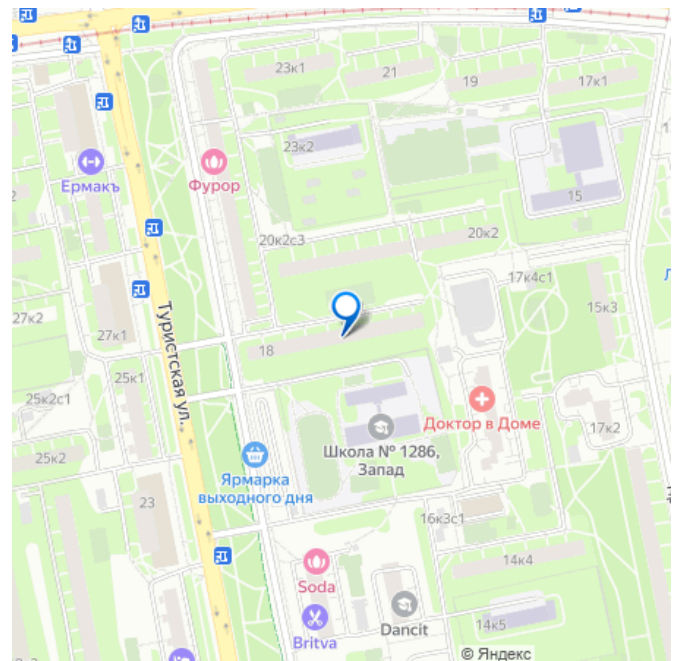 23к1
21
19
17к1
23к2
Ермакъ
Фурор
15
20к2с3
20к2
17к4с1
15к3
27к2
27к1
Туристская ул.
18
25к1
25к2с1
Доктор в Доме
Школа № 1286,
Запад
17к2
25к2
Ярмарка
выходного дня
23
16к3с1
14к4
Soda
Dancit
14к5
Britva
© Яндекс